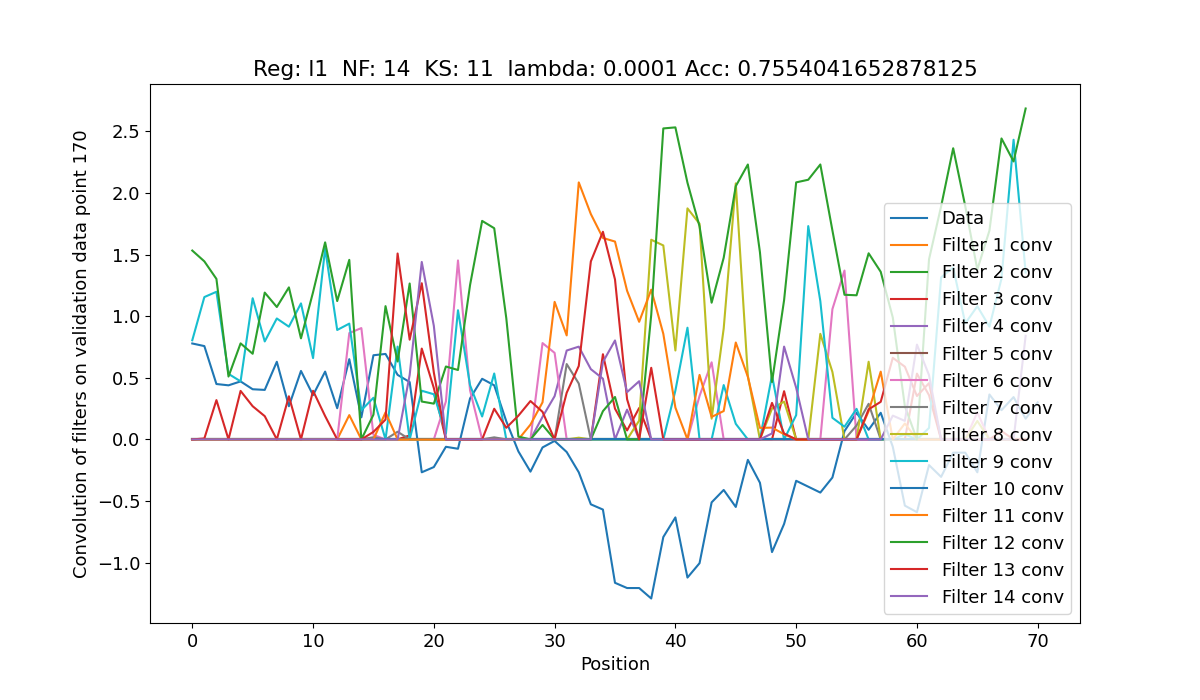 Reg: l1 NF: 14 KS: 11 lambda: 0.0001 Acc: 0.7554041652878125
Convolution of filters on validation data point 170
2.5
2.0
1.5
1.0
0.5
0.0
−0.5
−1.0
0 10 20 30 40 50 60 70
Position
Data
Filter 1 conv
Filter 2 conv
Filter 3 conv
Filter 4 conv
Filter 5 conv
Filter 6 conv
Filter 7 conv
Filter 8 conv
Filter 9 conv
Filter 10 conv
Filter 11 conv
Filter 12 conv
Filter 13 conv
Filter 14 conv